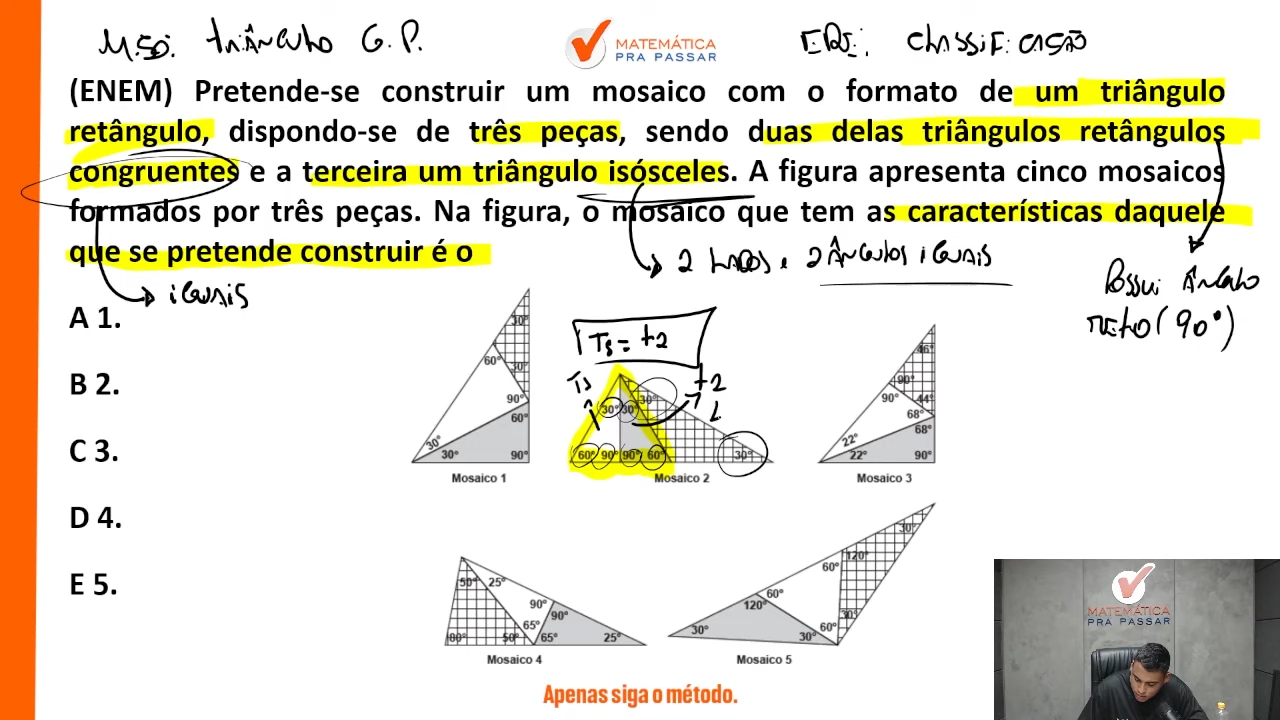 M.SD: triângulo G.P.
MATEMÁTICA
PRA PASSAR
classificação
(ENEM) Pretende-se construir um mosaico com o formato de um triângulo
retângulo, dispondo-se de três peças, sendo duas delas triângulos retângulos
congruentes e a terceira um triângulo isósceles. A figura apresenta cinco mosaicos
formados por três peças. Na figura, o mosaico que tem as características daquele
que se pretende construir é o
iguais
2 lados e 2 ângulos iguais
Possui ângulo
reto (90°)
A 1.
B 2.
C 3.
D 4.
E 5.
30°
60°
30°
90°
60°
30°
30°
90°
Mosaico 1
Ts = +2
Ts
+2
30° 30° 30°
60° 90° 90° 60° 30°
Mosaico 2
46°
90°
90°
44°
68°
68°
22°
22°
90°
Mosaico 3
50° 25°
90°
90°
65°
80° 50° 65° 25°
Mosaico 4
30°
120°
60°
60°
120°
30°
60°
30° 30°
Mosaico 5
MATEMÁTICA
PRA PASSAR
Apenas siga o método.